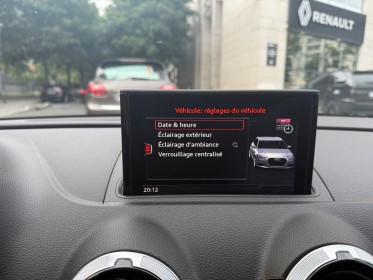 RENAULT
Véhicule: réglages du véhicule
Date & heure
Éclairage extérieur
Éclairage d'ambiance
Verrouillage centralisé
20:12